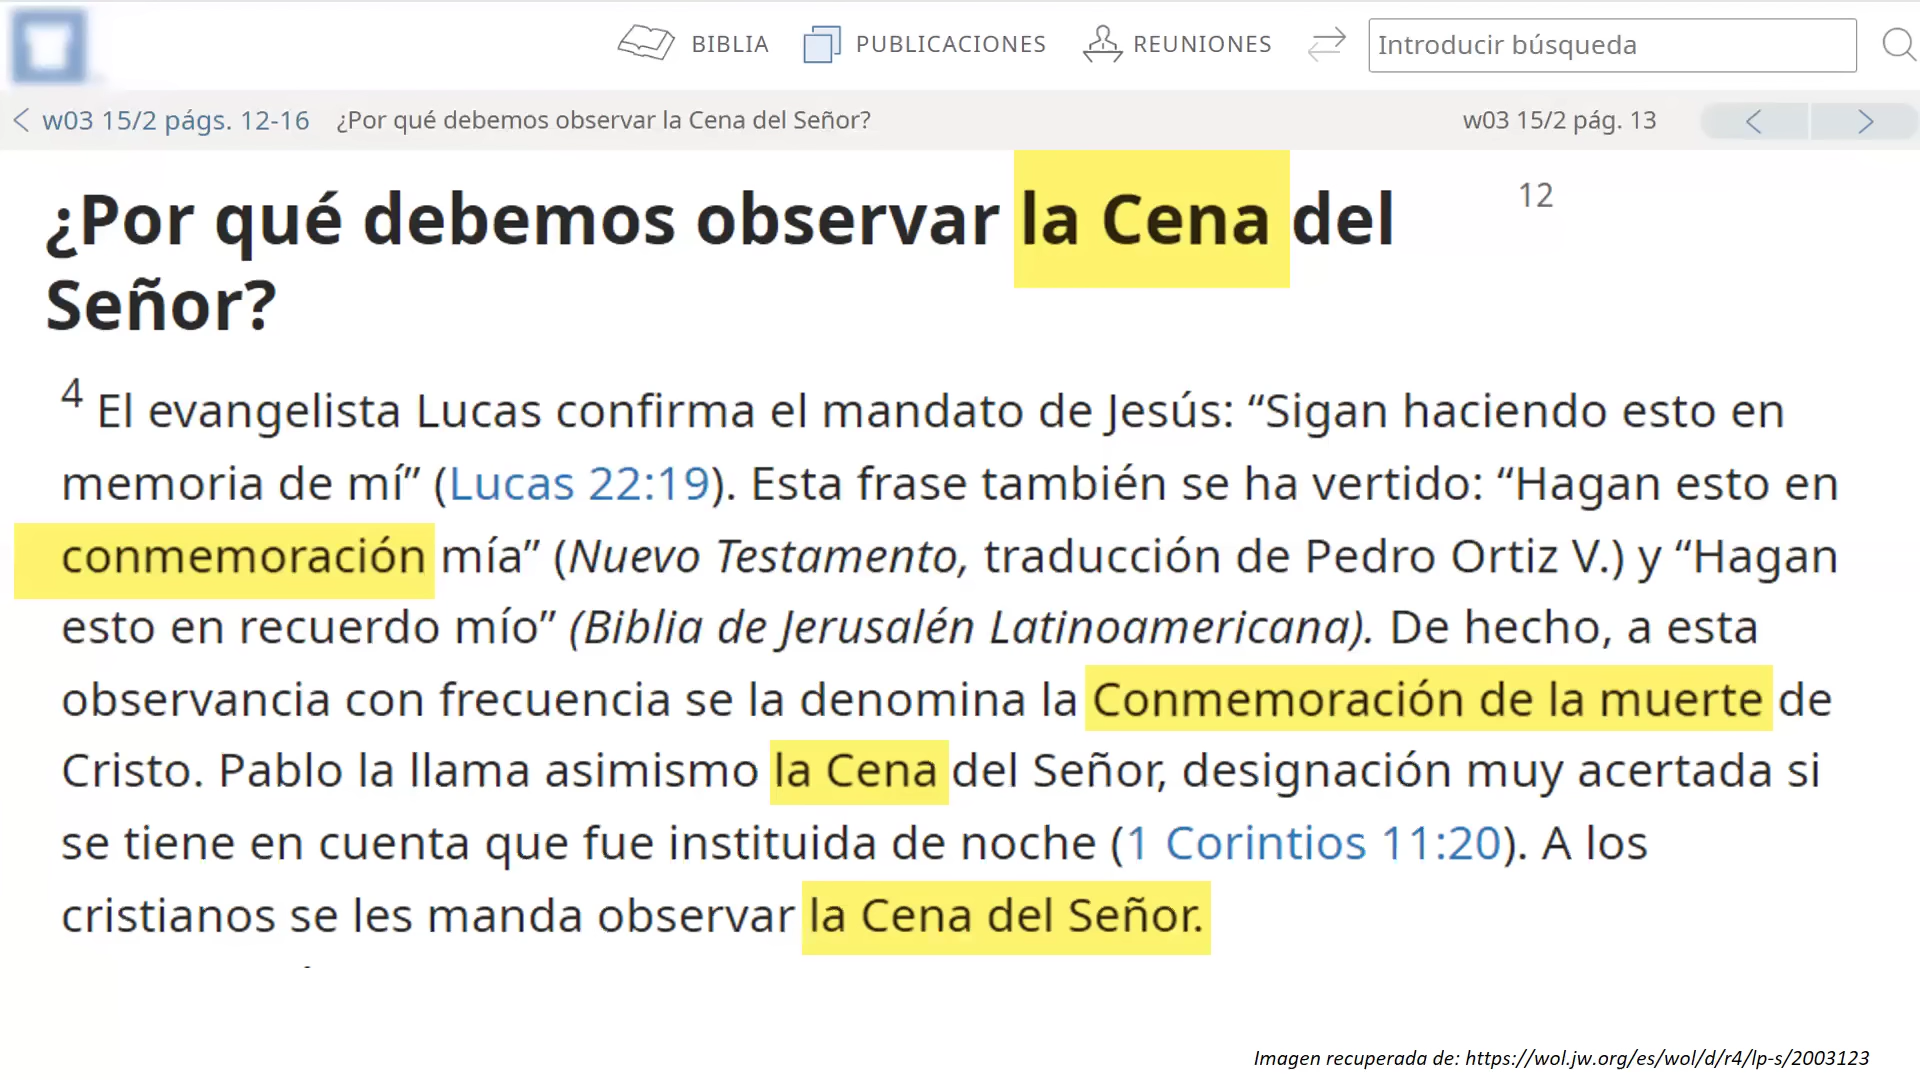 BIBLIA PUBLICACIONES REUNIONES Introducir búsqueda
w03 15/2 págs. 12-16 ¿Por qué debemos observar la Cena del Señor? w03 15/2 pág. 13
¿Por qué debemos observar la Cena del 12
Señor?
4 El evangelista Lucas confirma el mandato de Jesús: “Sigan haciendo esto en
memoria de mí” (Lucas 22:19). Esta frase también se ha vertido: “Hagan esto en
conmemoración mía” (Nuevo Testamento, traducción de Pedro Ortiz V.) y “Hagan
esto en recuerdo mío” (Biblia de Jerusalén Latinoamericana). De hecho, a esta
observancia con frecuencia se la denomina la Conmemoración de la muerte de
Cristo. Pablo la llama asimismo la Cena del Señor, designación muy acertada si
se tiene en cuenta que fue instituida de noche (1 Corintios 11:20). A los
cristianos se les manda observar la Cena del Señor.
Imagen recuperada de: https://wol.jw.org/es/wol/d/r4/lp-s/2003123